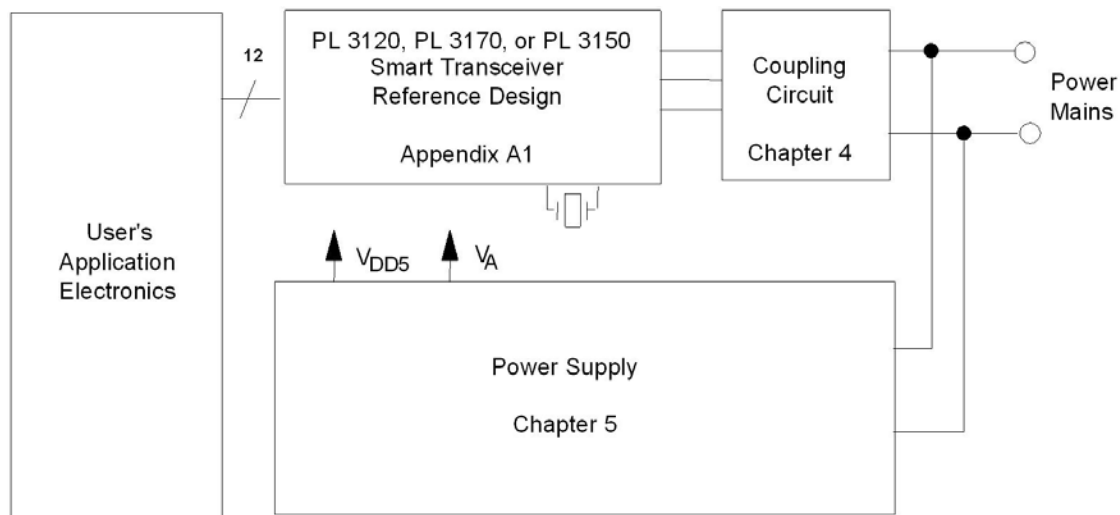 12
PL 3120, PL 3170, or PL 3150
Smart Transceiver
Reference Design
Appendix A1
Coupling
Circuit
Chapter 4
Power
Mains
User's
Application
Electronics
VDD5
VA
Power Supply
Chapter 5